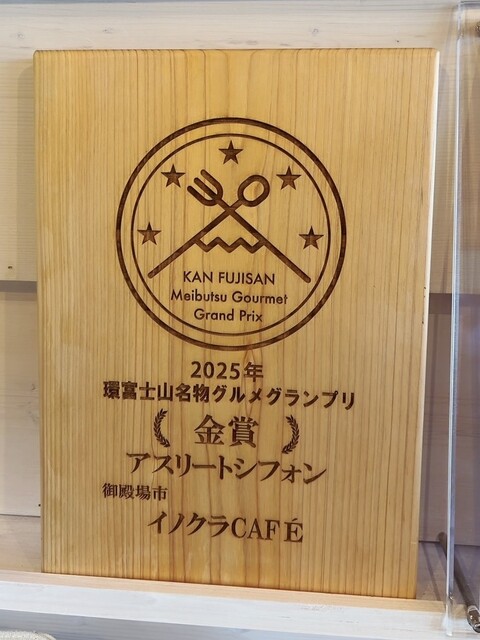 KAN FUJISAN
Meibutsu Gourmet
Grand Prix
2025年
環富士山名物グルメグランプリ
金賞
アスリートシフォン
御殿場市
イノクラCAFÉ